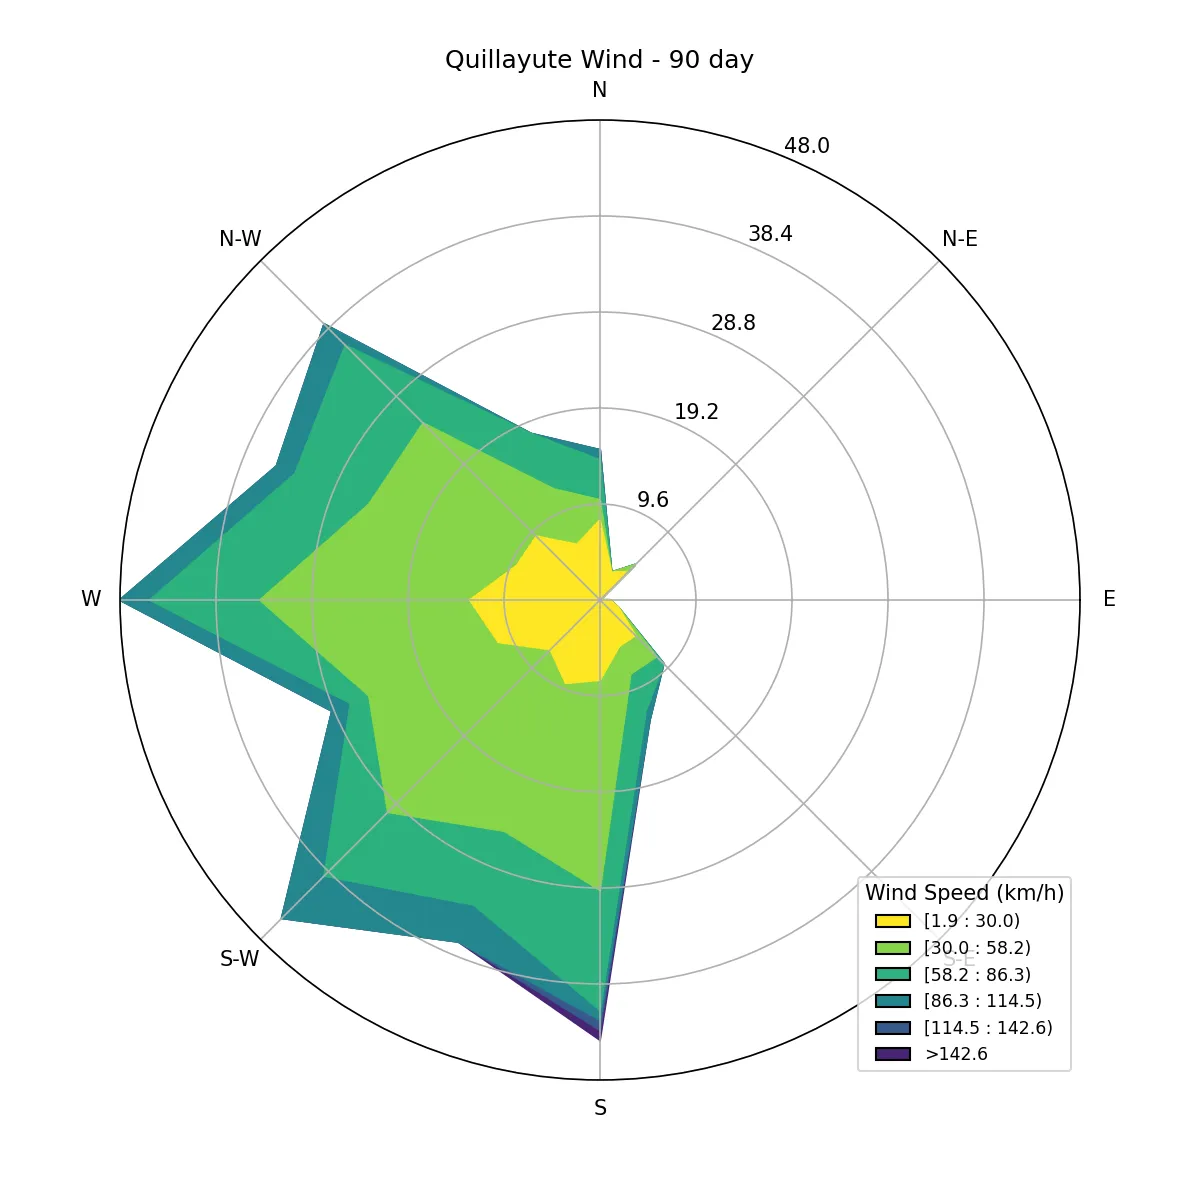 Quillayute Wind - 90 day
N
48.0
N-W
38.4
N-E
28.8
19.2
9.6
W
E
Wind Speed (km/h)
[1.9 : 30.0)
[30.0 : 58.2)
S-W
S-E
[58.2 : 86.3)
[86.3 : 114.5)
[114.5 : 142.6)
>142.6
S